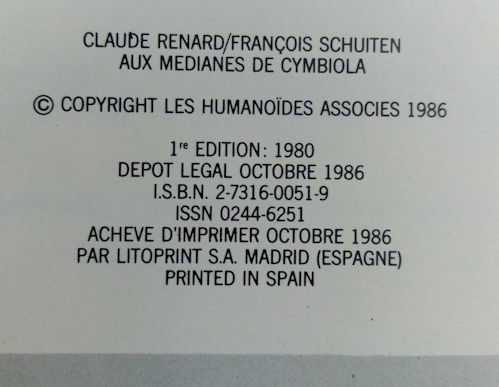 CLAUDE RENARD/FRANÇOIS SCHUITEN
AUX MEDIANES DE CYMBIOLA
© COPYRIGHT LES HUMANOÏDES ASSOCIES 1986
1re EDITION: 1980
DEPOT LEGAL OCTOBRE 1986
I.S.B.N. 2-7316-0051-9
ISSN 0244-6251
ACHEVE D'IMPRIMER OCTOBRE 1986
PAR LITOPRINT S.A. MADRID (ESPAGNE)
PRINTED IN SPAIN